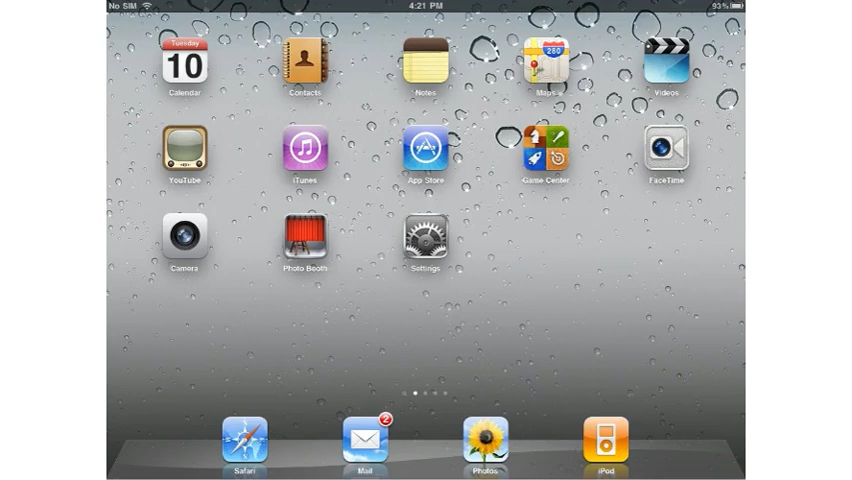 No SIM 4:21 PM 93%
Tuesday
10
280
Calendar Contacts Notes Maps Videos
YouTube iTunes App Store Game Center FaceTime
Camera Photo Booth Settings
2
Safari Mail Photos iPod